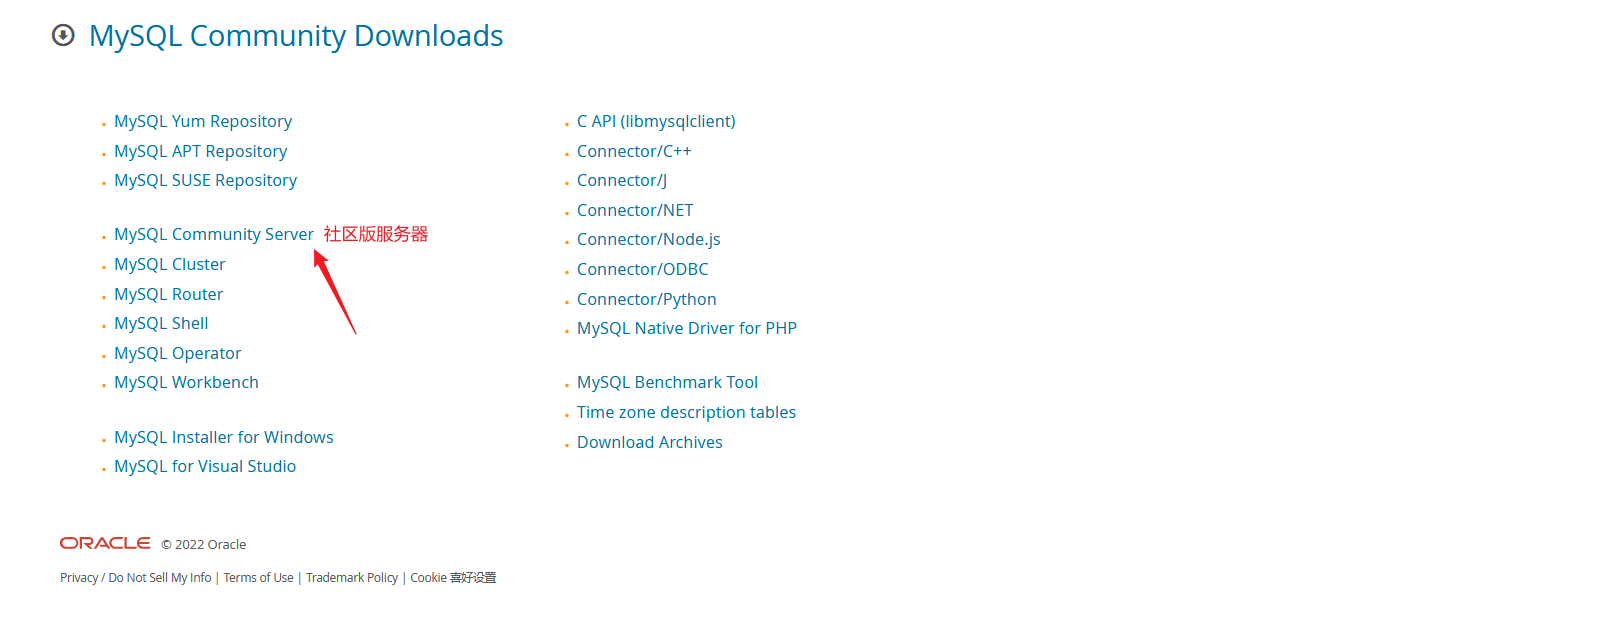 MySQL Community Downloads
MySQL Yum Repository
MySQL APT Repository
MySQL SUSE Repository
MySQL Community Server 社区版服务器
MySQL Cluster
MySQL Router
MySQL Shell
MySQL Operator
MySQL Workbench
MySQL Installer for Windows
MySQL for Visual Studio
C API (libmysqlclient)
Connector/C++
Connector/J
Connector/NET
Connector/Node.js
Connector/ODBC
Connector/Python
MySQL Native Driver for PHP
MySQL Benchmark Tool
Time zone description tables
Download Archives
ORACLE © 2022 Oracle
Privacy / Do Not Sell My Info | Terms of Use | Trademark Policy | Cookie 喜好设置